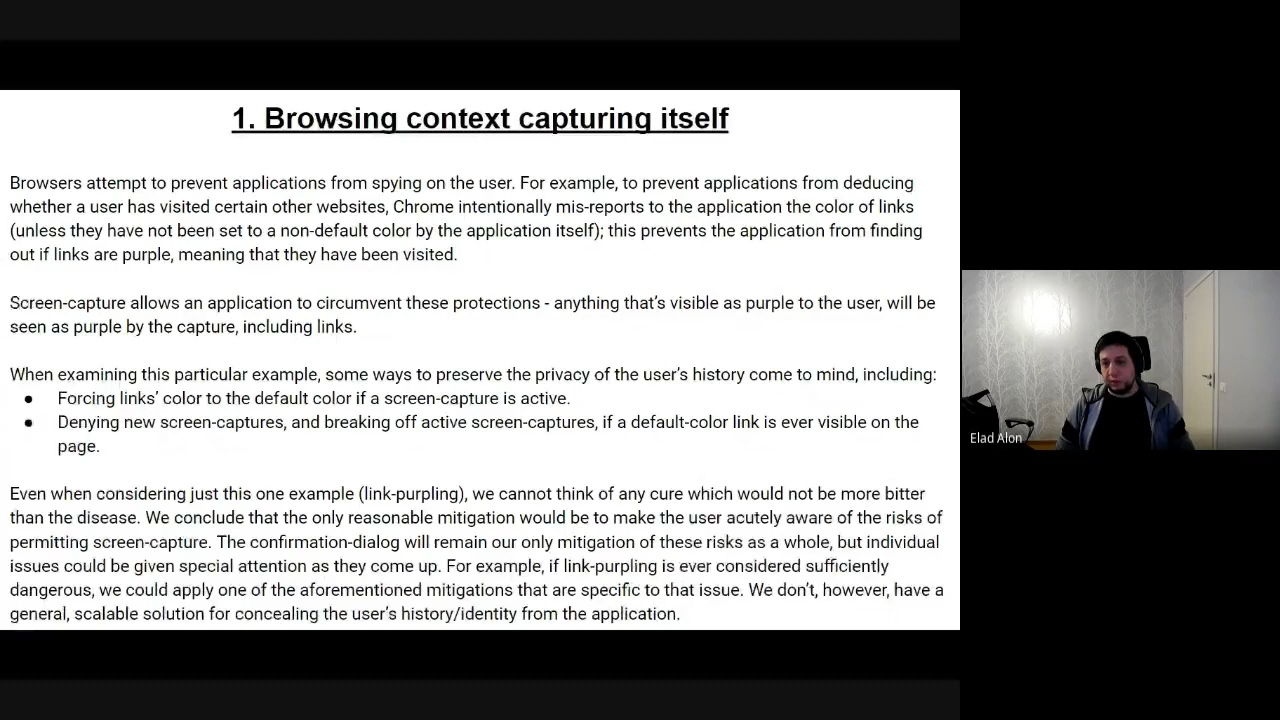 1. Browsing context capturing itself
Browsers attempt to prevent applications from spying on the user. For example, to prevent applications from deducing
whether a user has visited certain other websites, Chrome intentionally mis-reports to the application the color of links
(unless they have not been set to a non-default color by the application itself); this prevents the application from finding
out if links are purple, meaning that they have been visited.
Screen-capture allows an application to circumvent these protections - anything that's visible as purple to the user, will be
seen as purple by the capture, including links.
When examining this particular example, some ways o preserve the privacy of the user's history come to mind, including:
● Forcing links' color to the default color if a screen-capture is active.
● Denying new screen-captures, and breaking off active screen-captures, if a default-color link is ever visible on the
page.
Even when considering just this one example (link-purpling), we cannot think of any cure which would not be more bitter
than the disease. We conclude that the only reasonable mitigation would be to make the user acutely aware of the risks of
permitting screen-capture. The confirmation-dialog will remain our only mitigation of these risks as a whole, but individual
issues could be given special attention as they come up. For example, if link-purpling is ever considered sufficiently
dangerous, we could apply one of the aforementioned mitigations that are specific to that issue. We don't, however, have a
general, scalable solution for concealing the user's history/identity from the application.
Elad Alon